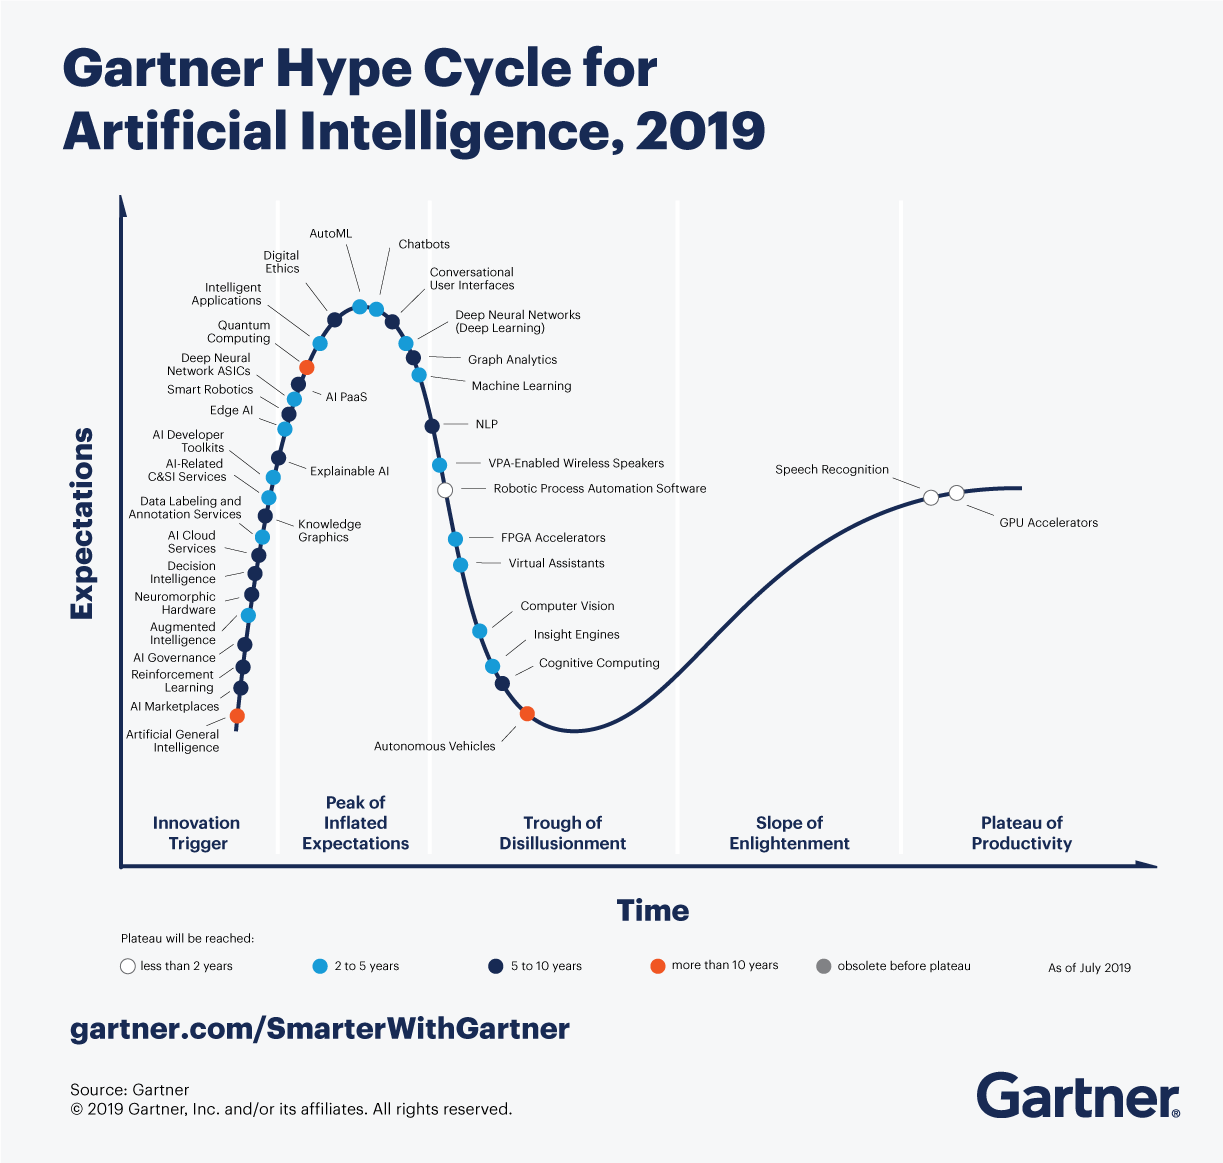 Gartner Hype Cycle for
Artificial Intelligence, 2019
Expectations
AutoML
Chatbots
Digital
Ethics
Conversational
User Interfaces
Intelligent
Applications
Deep Neural Networks
(Deep Learning)
Quantum
Computing
Graph Analytics
Deep Neural
Network ASICs
Machine Learning
Smart Robotics
AI PaaS
Edge AI
NLP
AI Developer
Toolkits
Explainable AI
AI-Related
C&SI Services
VPA-Enabled Wireless Speakers
Robotic Process Automation Software
Speech Recognition
GPU Accelerators
Data Labeling and
Annotation Services
Knowledge
Graphics
AI Cloud
Services
FPGA Accelerators
Decision
Intelligence
Virtual Assistants
Neuromorphic
Hardware
Augmented
Intelligence
Computer Vision
AI Governance
Insight Engines
Reinforcement
Learning
Cognitive Computing
AI Marketplaces
Artificial General
Intelligence
Autonomous Vehicles
Innovation
Trigger
Peak of
Inflated
Expectations
Trough of
Disillusionment
Slope of
Enlightenment
Plateau of
Productivity
Time
Plateau will be reached:
less than 2 years
2 to 5 years
5 to 10 years
more than 10 years
obsolete before plateau
As of July 2019
gartner.com/SmarterWithGartner
Source: Gartner
© 2019 Gartner, Inc. and/or its affiliates. All rights reserved.
Gartner®